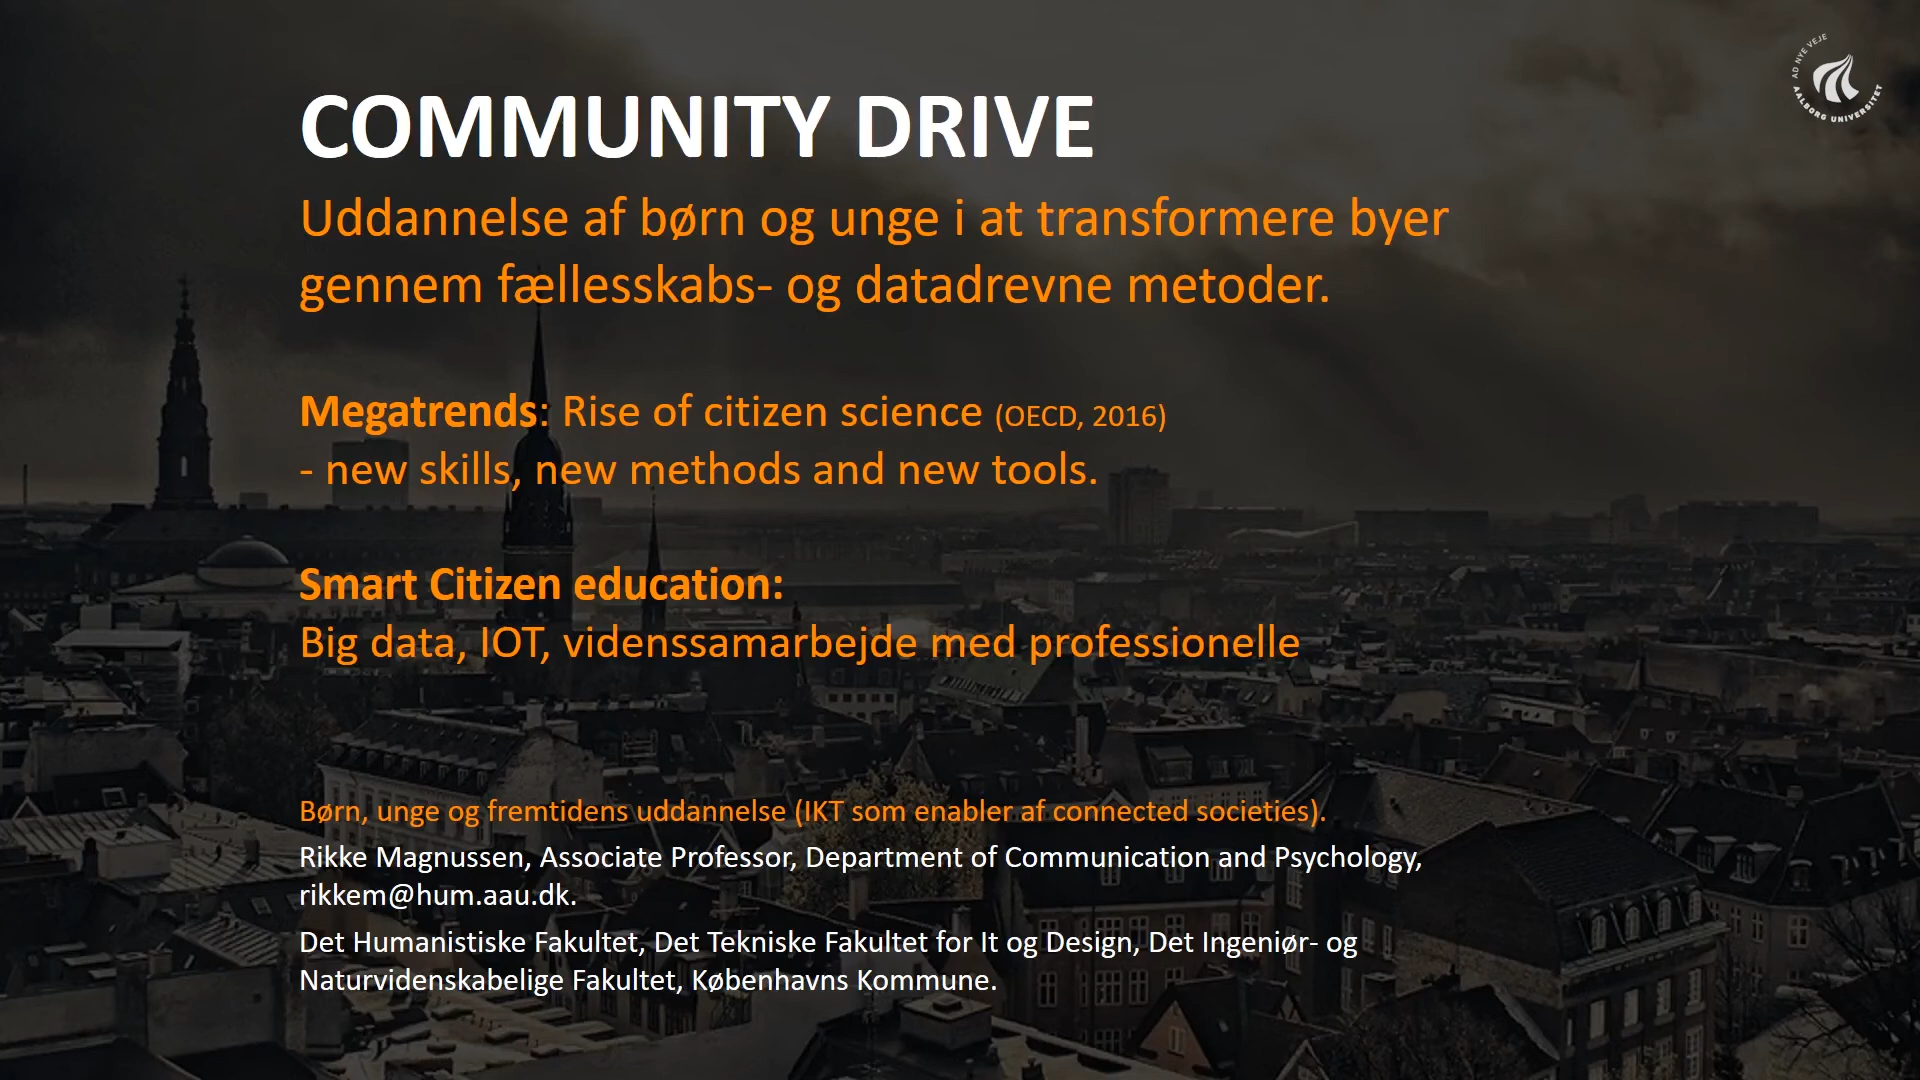 AD NYE VEJE
AALBORG UNIVERSITET
COMMUNITY DRIVE
Uddannelse af børn og unge i at transformere byer
gennem fællesskabs- og datadrevne metoder.
Megatrends: Rise of citizen science (OECD, 2016)
- new skills, new methods and new tools.
Smart Citizen education:
Big data, IOT, videnssamarbejde med professionelle
Børn, unge og fremtidens uddannelse (IKT som enabler af connected societies).
Rikke Magnussen, Associate Professor, Department of Communication and Psychology,
rikkem@hum.aau.dk.
Det Humanistiske Fakultet, Det Tekniske Fakultet for It og Design, Det Ingeniør- og
Naturvidenskabelige Fakultet, Københavns Kommune.